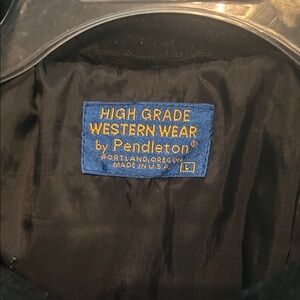 HIGH GRADE
WESTERN WEAR
by Pendleton®
PORTLAND, OREGON
MADE IN U.S.A. L